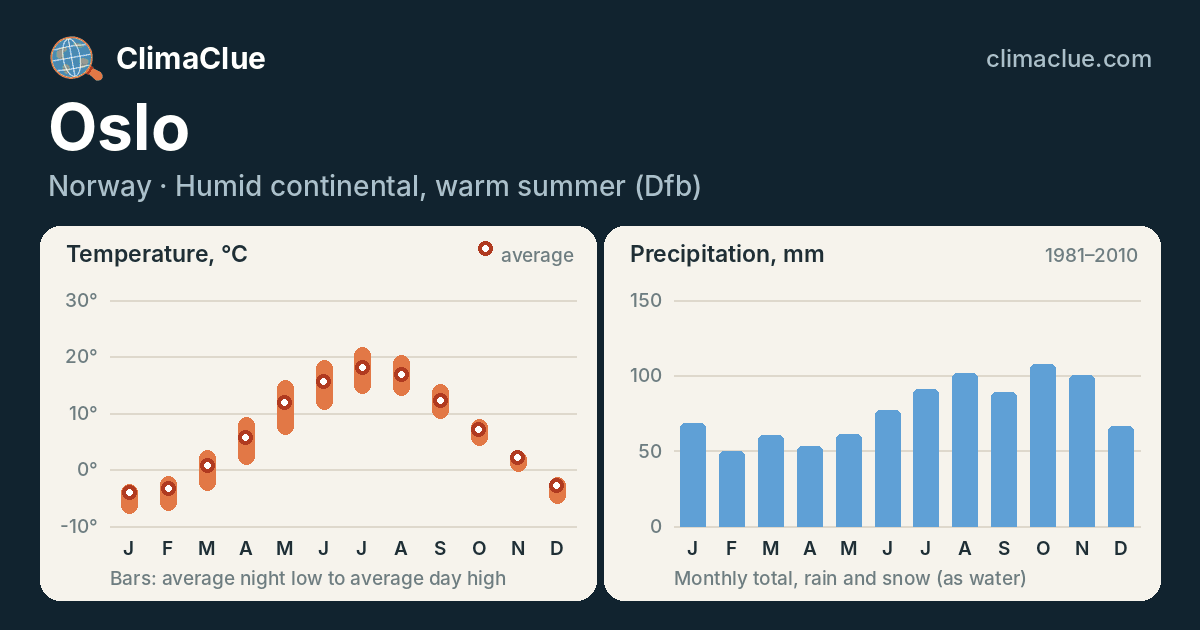 ClimaClue
climaclue.com
Oslo
Norway · Humid continental, warm summer (Dfb)
Temperature, °C
average
30°
20°
10°
0°
-10°
J F M A M J J A S O N D
Bars: average night low to average day high
Precipitation, mm
1981–2010
150
100
50
0
J F M A M J J A S O N D
Monthly total, rain and snow (as water)